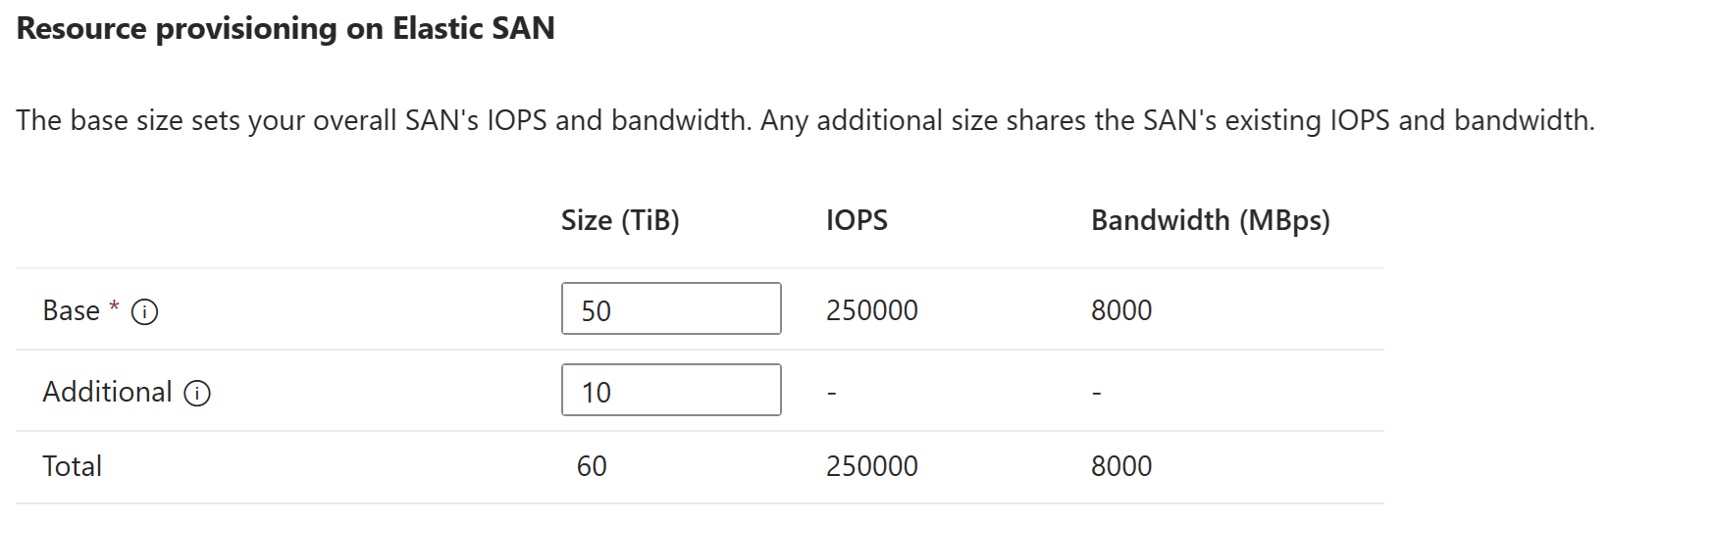 Resource provisioning on Elastic SAN
The base size sets your overall SAN's IOPS and bandwidth. Any additional size shares the SAN's existing IOPS and bandwidth.
Size (TiB) IOPS Bandwidth (MBps)
Base * 50 250000 8000
Additional 10 - -
Total 60 250000 8000